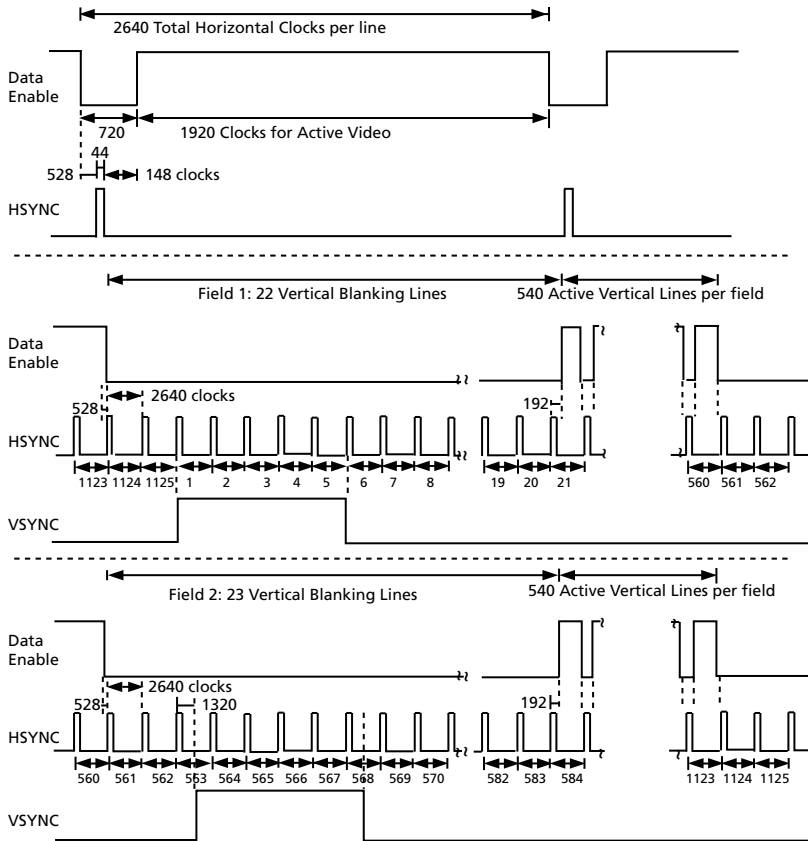 2640 Total Horizontal Clocks per line
Data
Enable
720
1920 Clocks for Active Video
44
528
148 clocks
HSYNC
Field 1: 22 Vertical Blanking Lines
540 Active Vertical Lines per field
Data
Enable
2640 clocks
528
192
HSYNC
1123 1124 1125 1 2 3 4 5 6 7 8 19 20 21 560 561 562
VSYNC
Field 2: 23 Vertical Blanking Lines
540 Active Vertical Lines per field
Data
Enable
2640 clocks
528
1320
192
HSYNC
560 561 562 563 564 565 566 567 568 569 570 582 583 584 1123 1124 1125
VSYNC